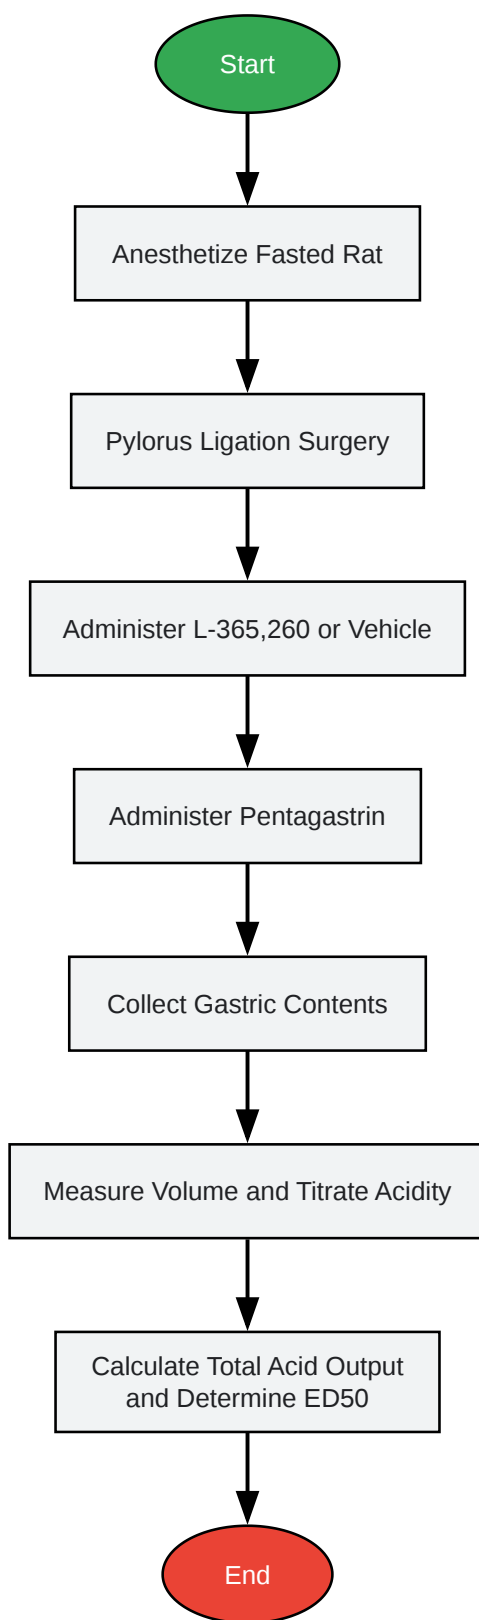 Start
Anesthetize Fasted Rat
Pylorus Ligation Surgery
Administer L-365,260 or Vehicle
Administer Pentagastrin
Collect Gastric Contents
Measure Volume and Titrate Acidity
Calculate Total Acid Output
and Determine ED50
End